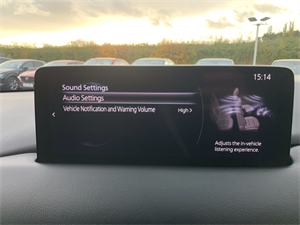 15:14
Sound Settings
Audio Settings
Vehicle Notification and Warning Volume
High >
<
Adjusts the in-vehicle
listening experience.